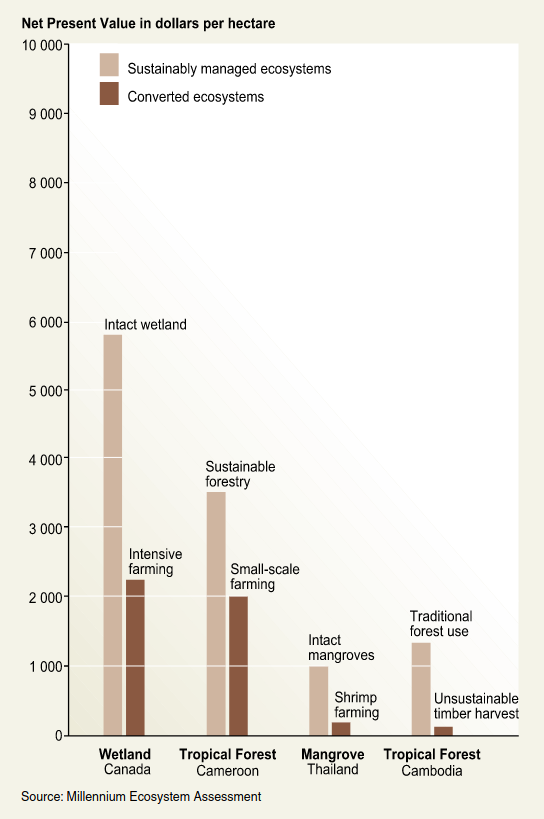 Net Present Value in dollars per hectare
10 000
Sustainably managed ecosystems
Converted ecosystems
9 000
8 000
7 000
6 000
Intact wetland
5 000
4 000
Sustainable
forestry
3 000
Intensive
farming
Small-scale
farming
2 000
Traditional
forest use
Intact
mangroves
1 000
Shrimp
farming
Unsustainable
timber harvest
0
Wetland
Canada
Tropical Forest
Cameroon
Mangrove
Thailand
Tropical Forest
Cambodia
Source: Millennium Ecosystem Assessment